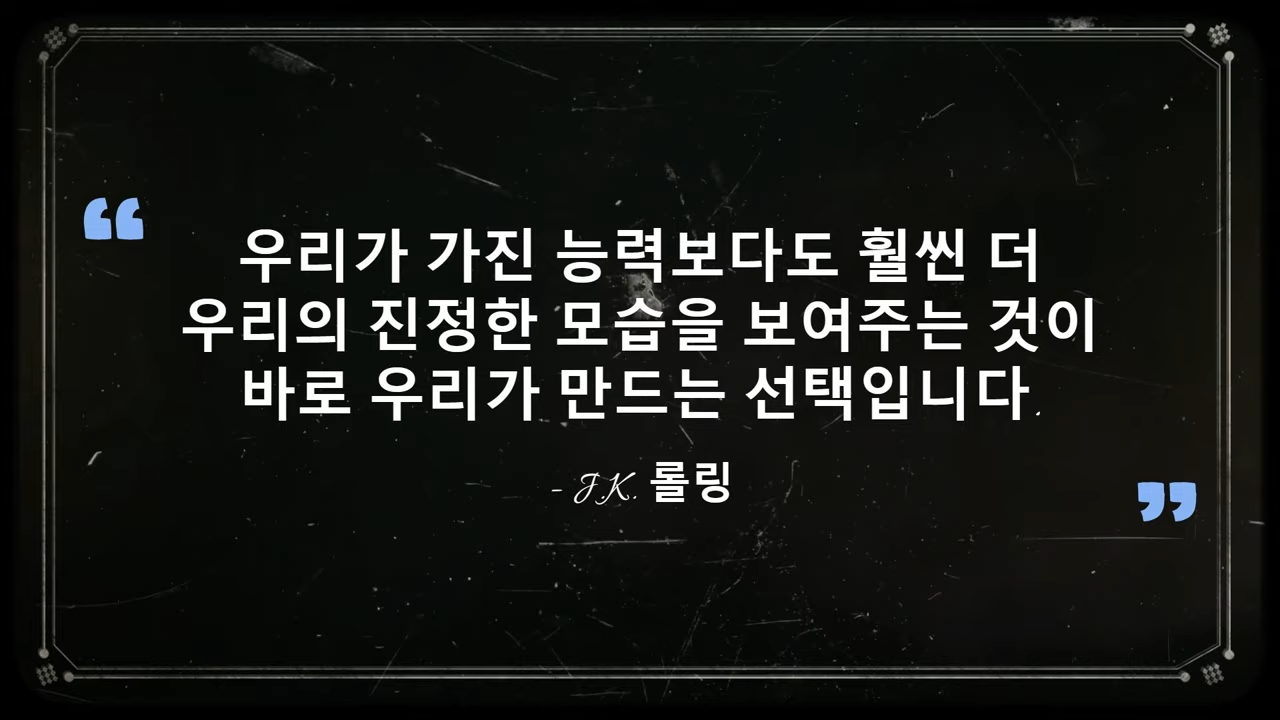 “
우리가 가진 능력보다도 훨씬 더
우리의 진정한 모습을 보여주는 것이
바로 우리가 만드는 선택입니다.
- J.K. 롤링
”